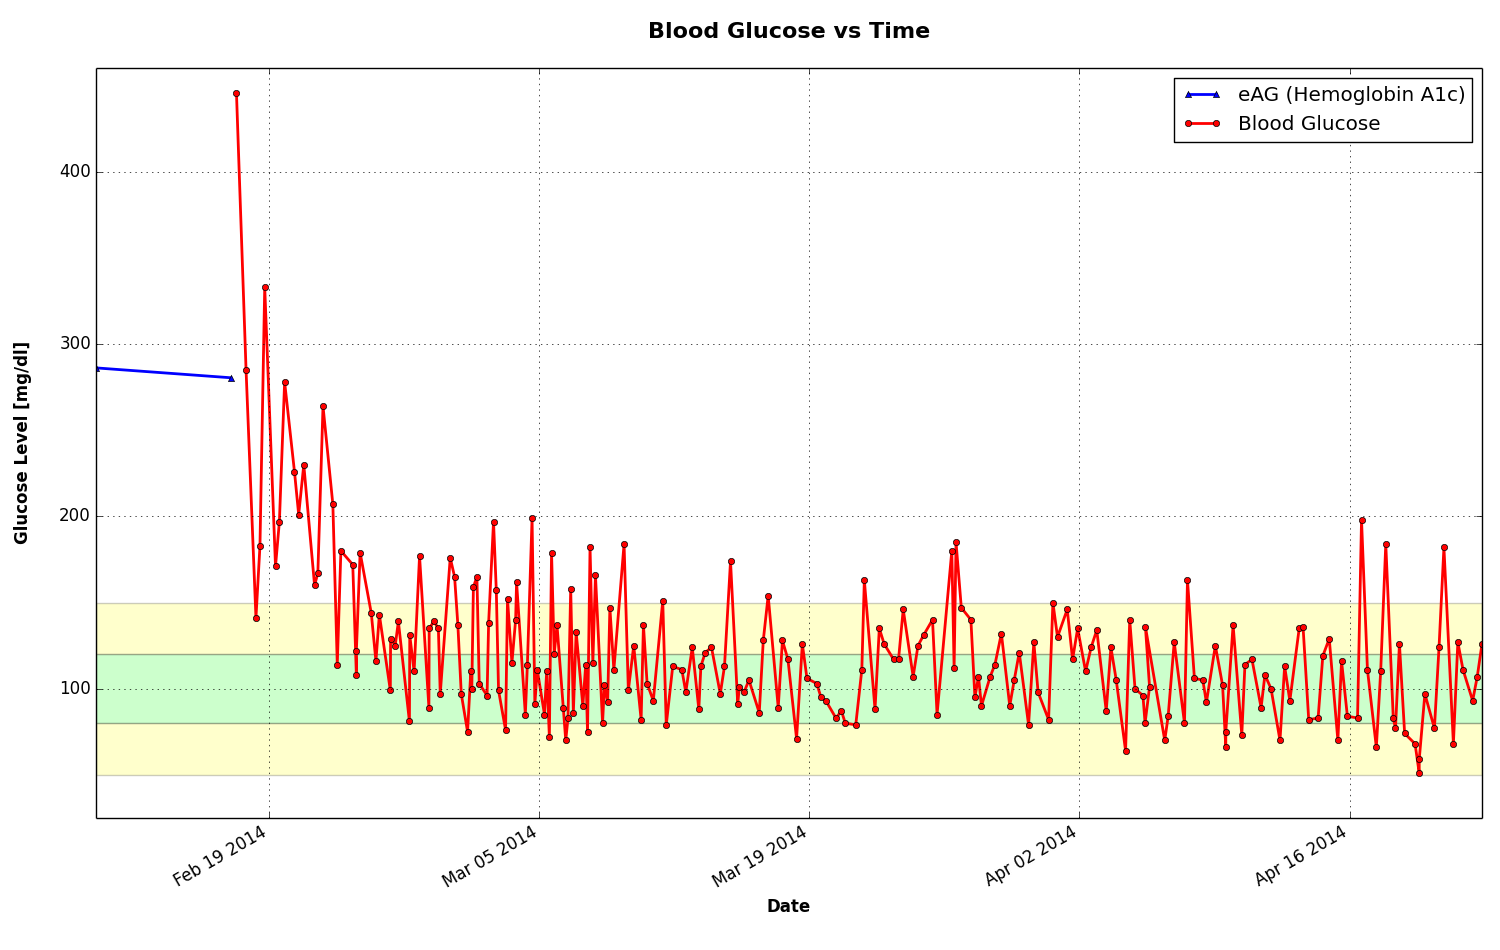 Blood Glucose vs Time
eAG (Hemoglobin A1c)
Blood Glucose
400
300
200
100
Glucose Level [mg/dl]
Feb 19 2014
Mar 05 2014
Mar 19 2014
Apr 02 2014
Apr 16 2014
Date